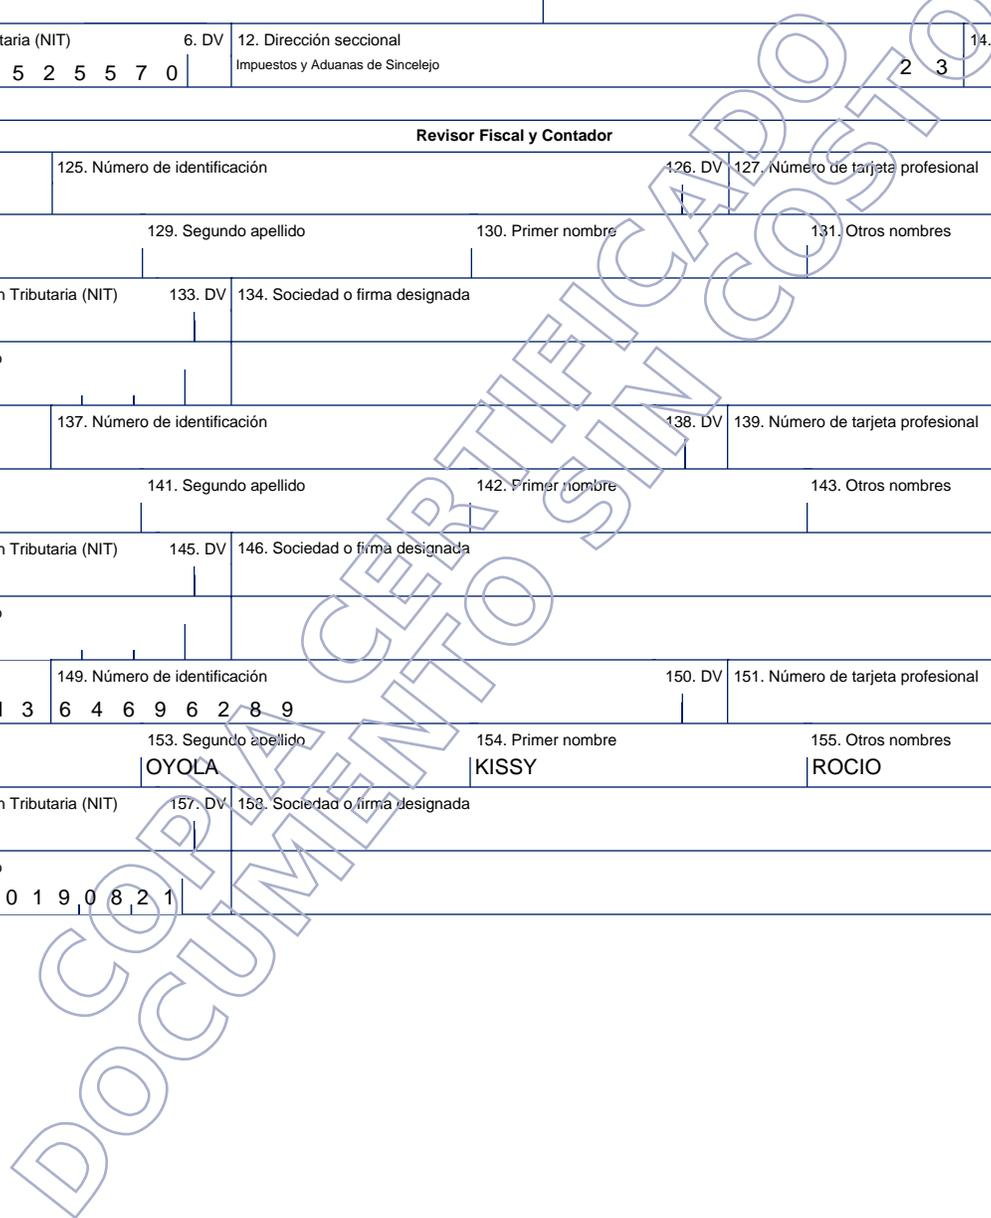 taria (NIT) 6. DV 12. Dirección seccional 14.
5 2 5 5 7 0 Impuestos y Aduanas de Sincelejo 2 3
Revisor Fiscal y Contador
125. Número de identificación 126. DV 127. Número de tarjeta profesional
129. Segundo apellido 130. Primer nombre 131. Otros nombres
n Tributaria (NIT) 133. DV 134. Sociedad o firma designada
137. Número de identificación 138. DV 139. Número de tarjeta profesional
141. Segundo apellido 142. Primer nombre 143. Otros nombres
n Tributaria (NIT) 145. DV 146. Sociedad o firma designada
149. Número de identificación 150. DV 151. Número de tarjeta profesional
1 3 6 4 6 9 6 2 8 9
153. Segundo apellido 154. Primer nombre 155. Otros nombres
OYOLA KISSY ROCIO
n Tributaria (NIT) 157. DV 158. Sociedad o firma designada
0 1 9 0 8 2 1
COPIA CERTIFICADO
DOCUMENTO SIN COSTO